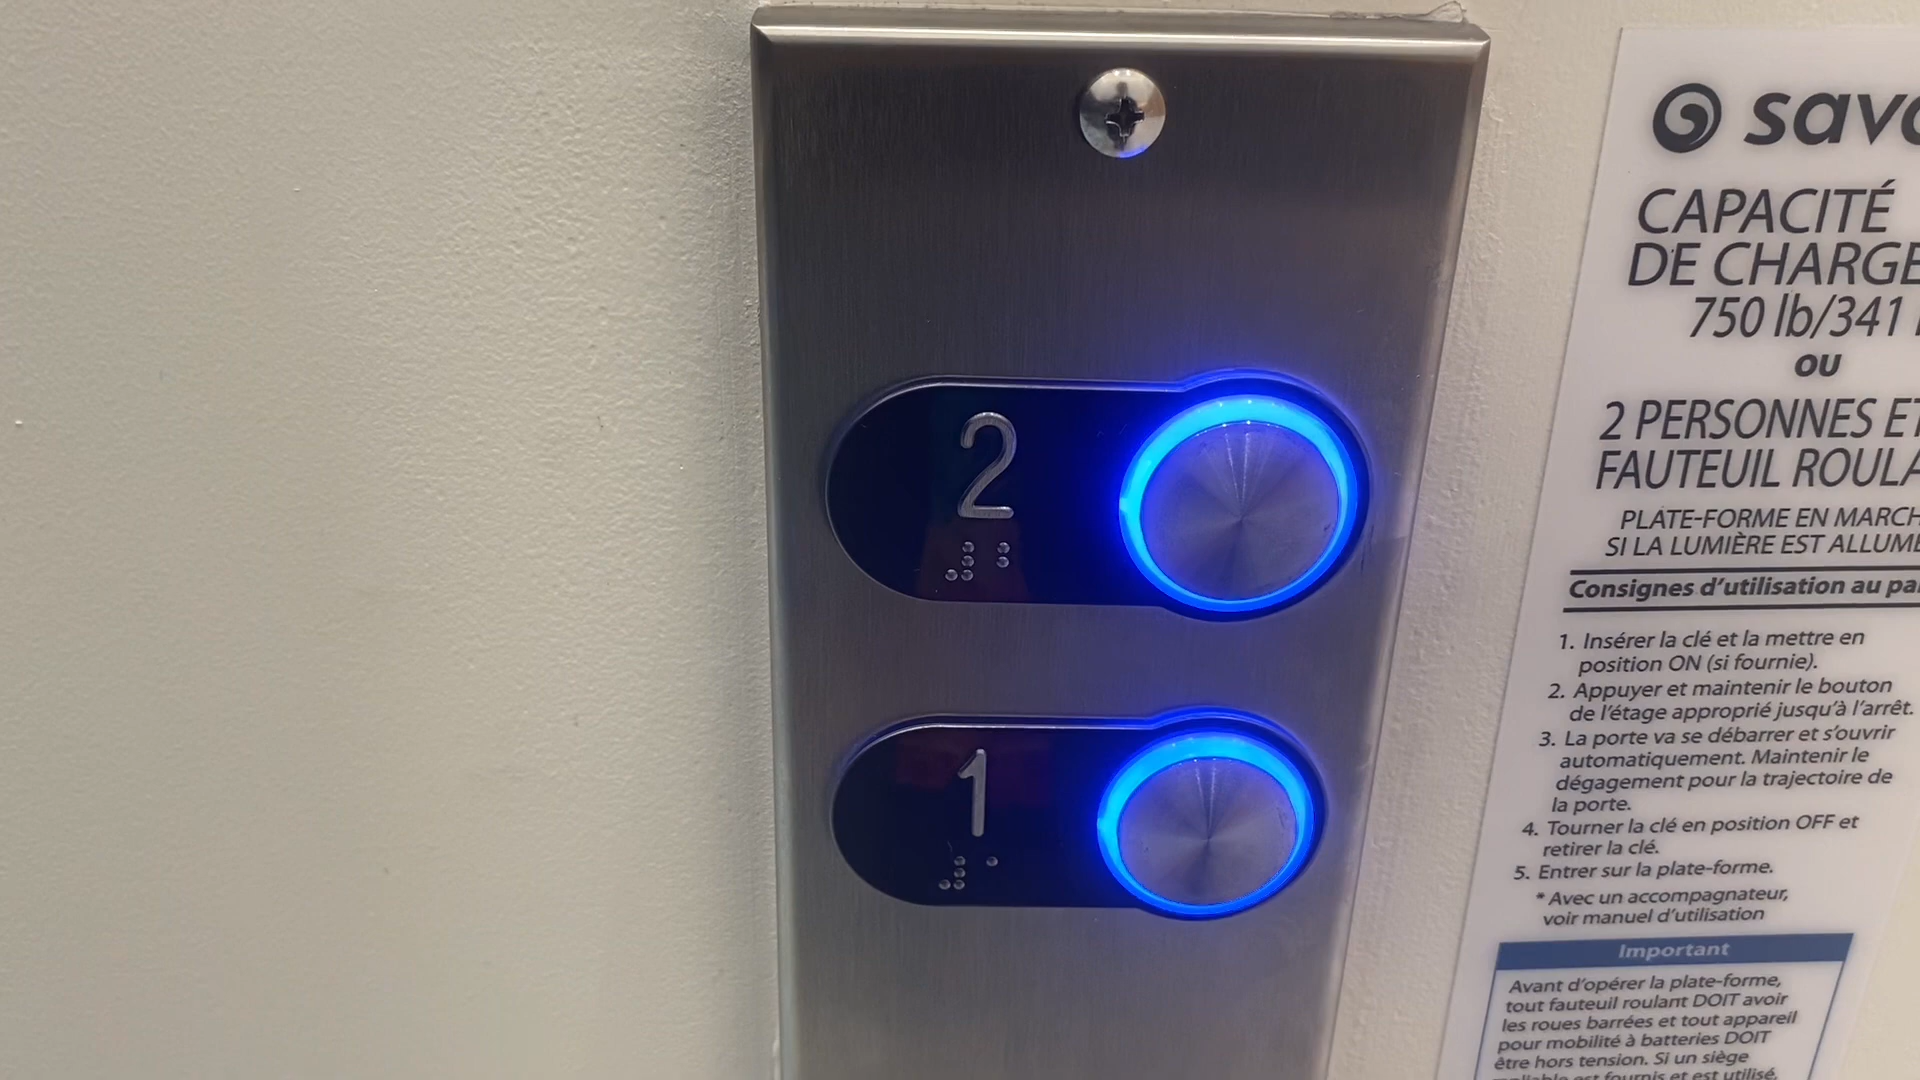 2
⠼⠃
1
⠼⠁
CAPACITÉ
DE CHARGE
750 lb/341
ou
2 PERSONNES ET
FAUTEUIL
PLATE-FORME EN
SI LA LUMIÈRE EST
Consignes d'utilisation au
1. Insérer la clé et la mettre en
position ON (si fournie).
2. Appuyer et maintenir le bouton
de l'étage approprié jusqu'à l'arrêt.
3. La porte va se débarrer et s'ouvrir
automatiquement. Maintenir le
dégagement pour la trajectoire de
la porte.
4. Tourner la clé en position OFF et
retirer la clé.
5. Entrer sur la plate-forme.
* Avec un accompagnateur,
voir manuel d'utilisation
Important
Avant d'opérer la plate-forme,
tout fauteuil roulant DOIT avoir
les roues barrées et tout appareil
pour mobilité à batteries DOIT
être hors tension. Si un siège
est fournis et est utilisé,